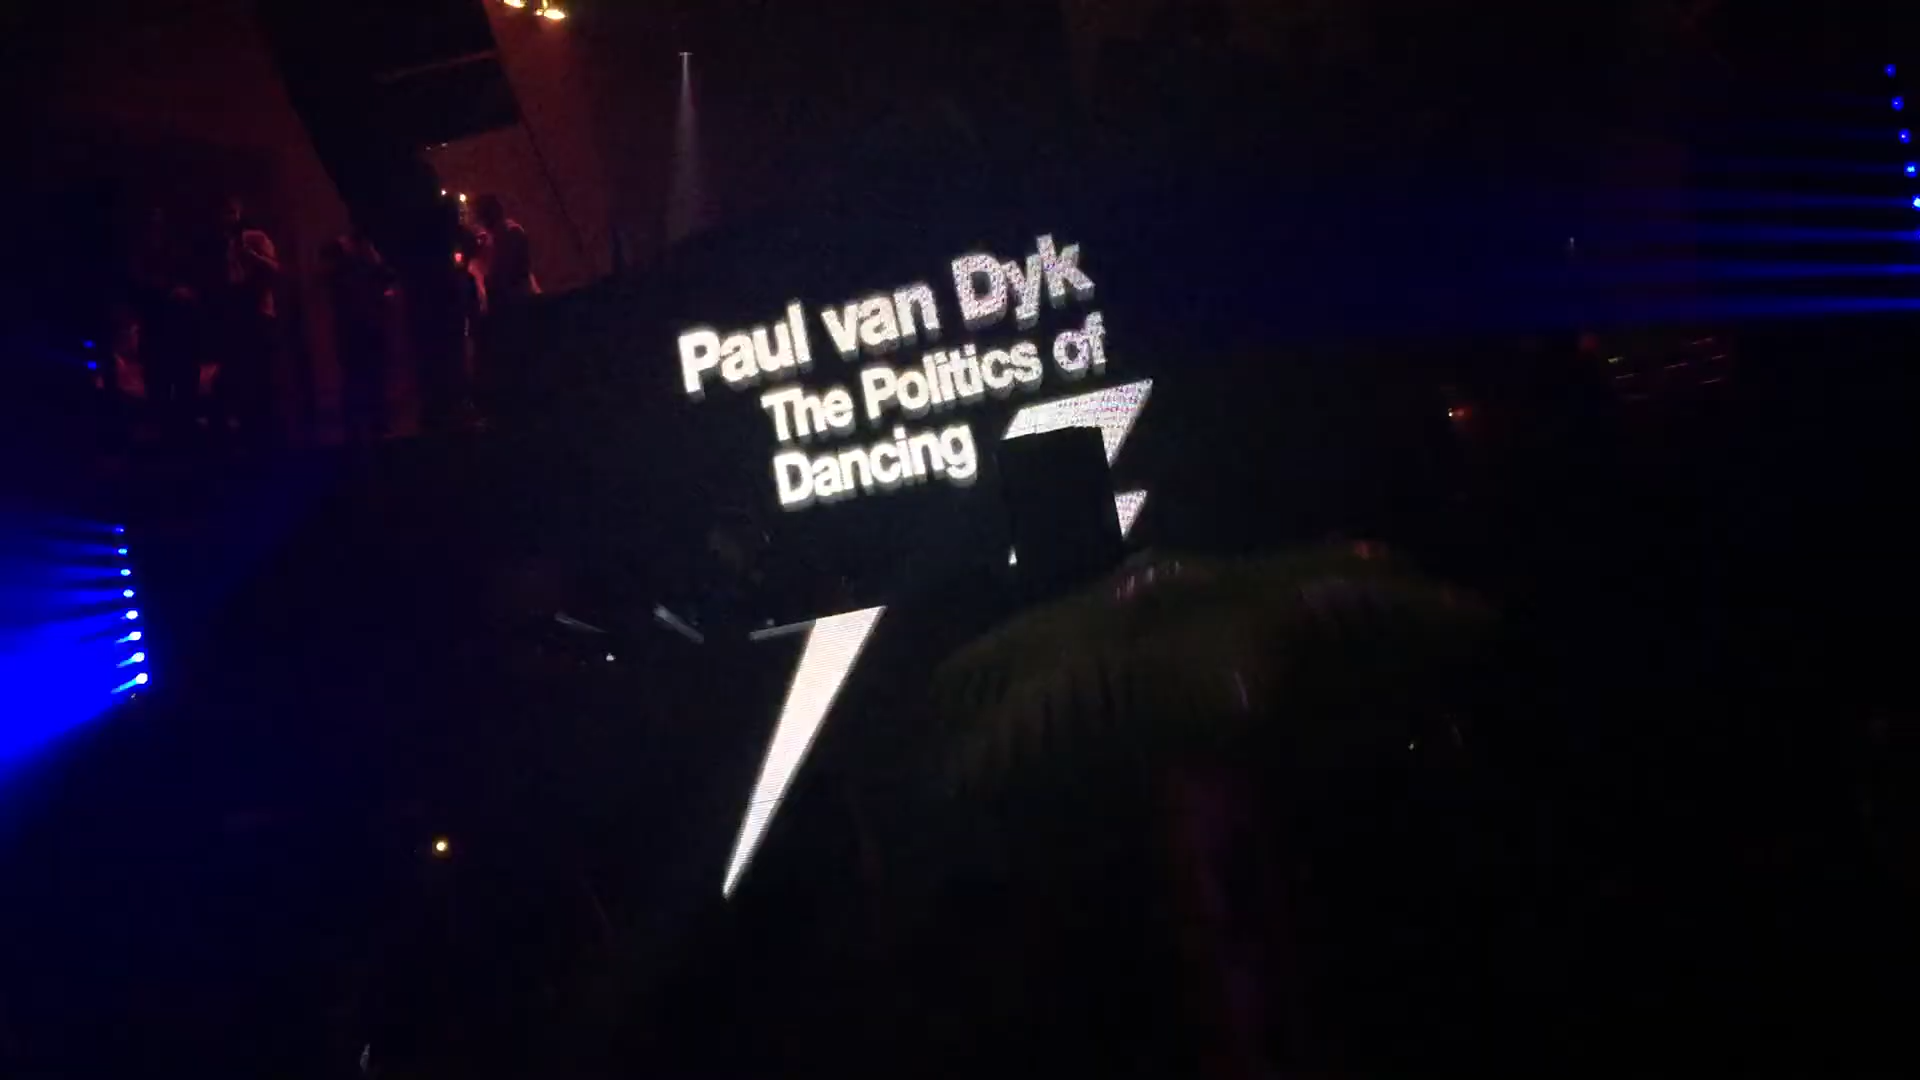 Paul van Dyk
The Politics of
Dancing